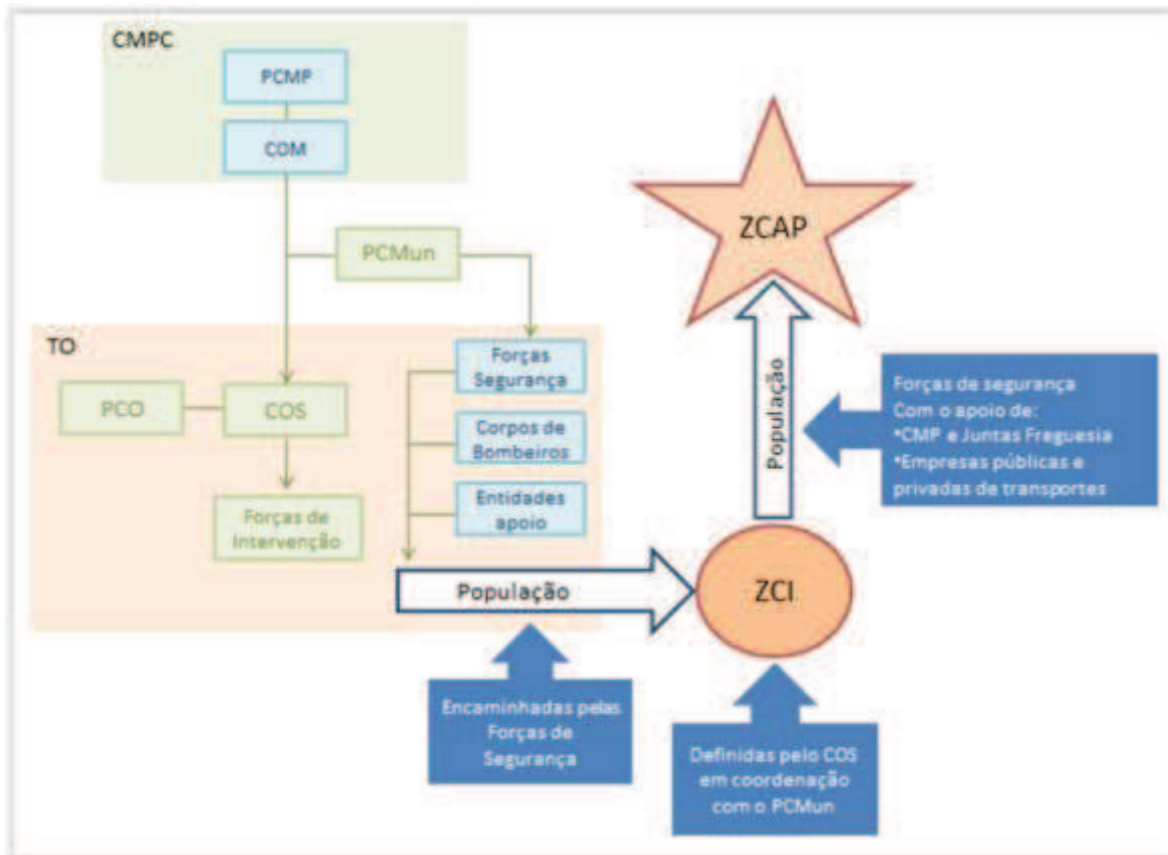 CMPC
PCMP
COM
PCMun
TO
PCO
COS
Forças de
Intervenção
Forças
Segurança
Corpos de
Bombeiros
Entidades
apoio
População
Encaminhadas pelas
Forças de
Segurança
ZCI
Definidas pelo COS
em coordenação
com o PCMun
População
ZCAP
Forças de segurança
Com o apoio de:
•CMP e Juntas Freguesia
•Empresas públicas e
privadas de transportes